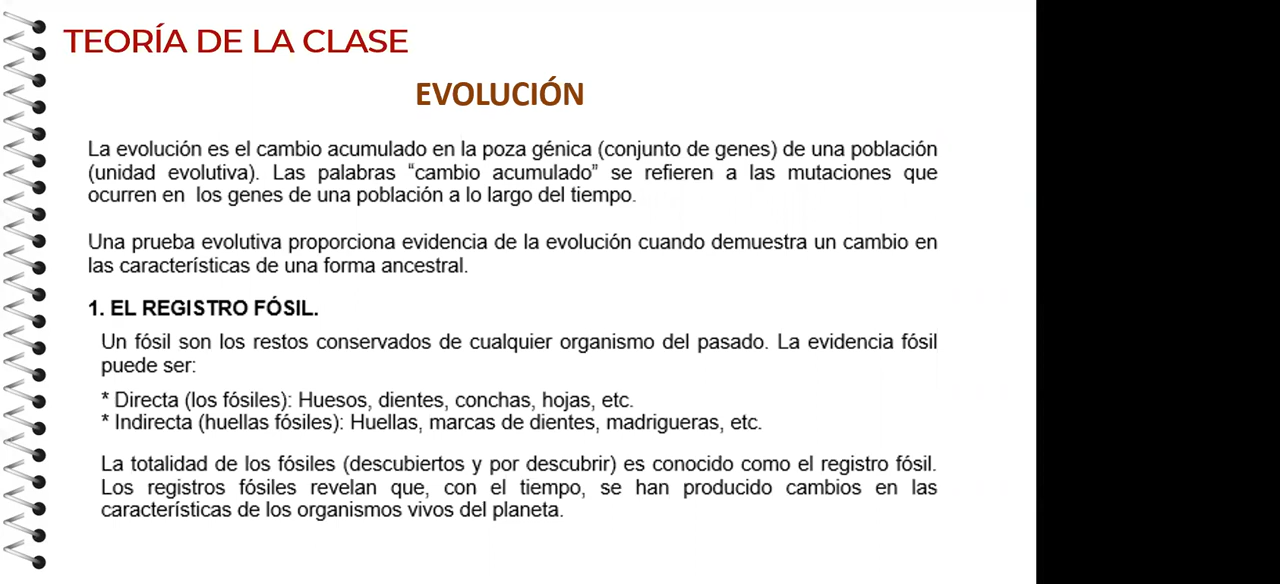 TEORÍA DE LA CLASE
EVOLUCIÓN
La evolución es el cambio acumulado en la poza génica (conjunto de genes) de una población
(unidad evolutiva). Las palabras “cambio acumulado” se refieren a las mutaciones que
ocurren en los genes de una población a lo largo del tiempo.
Una prueba evolutiva proporciona evidencia de la evolución cuando demuestra un cambio en
las características de una forma ancestral.
1. EL REGISTRO FÓSIL.
Un fósil son los restos conservados de cualquier organismo del pasado. La evidencia fósil
puede ser:
* Directa (los fósiles): Huesos, dientes, conchas, hojas, etc.
* Indirecta (huellas fósiles): Huellas, marcas de dientes, madrigueras, etc.
La totalidad de los fósiles (descubiertos y por descubrir) es conocido como el registro fósil.
Los registros fósiles revelan que, con el tiempo, se han producido cambios en las
características de los organismos vivos del planeta.